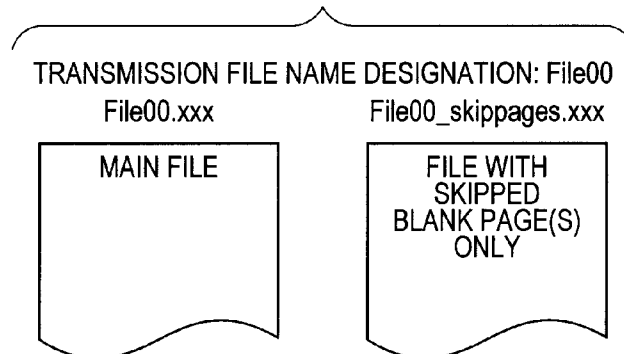 TRANSMISSION FILE NAME DESIGNATION: File00
File00.xxx
File00_skippages.xxx
MAIN FILE
FILE WITH
SKIPPED
BLANK PAGE(S)
ONLY